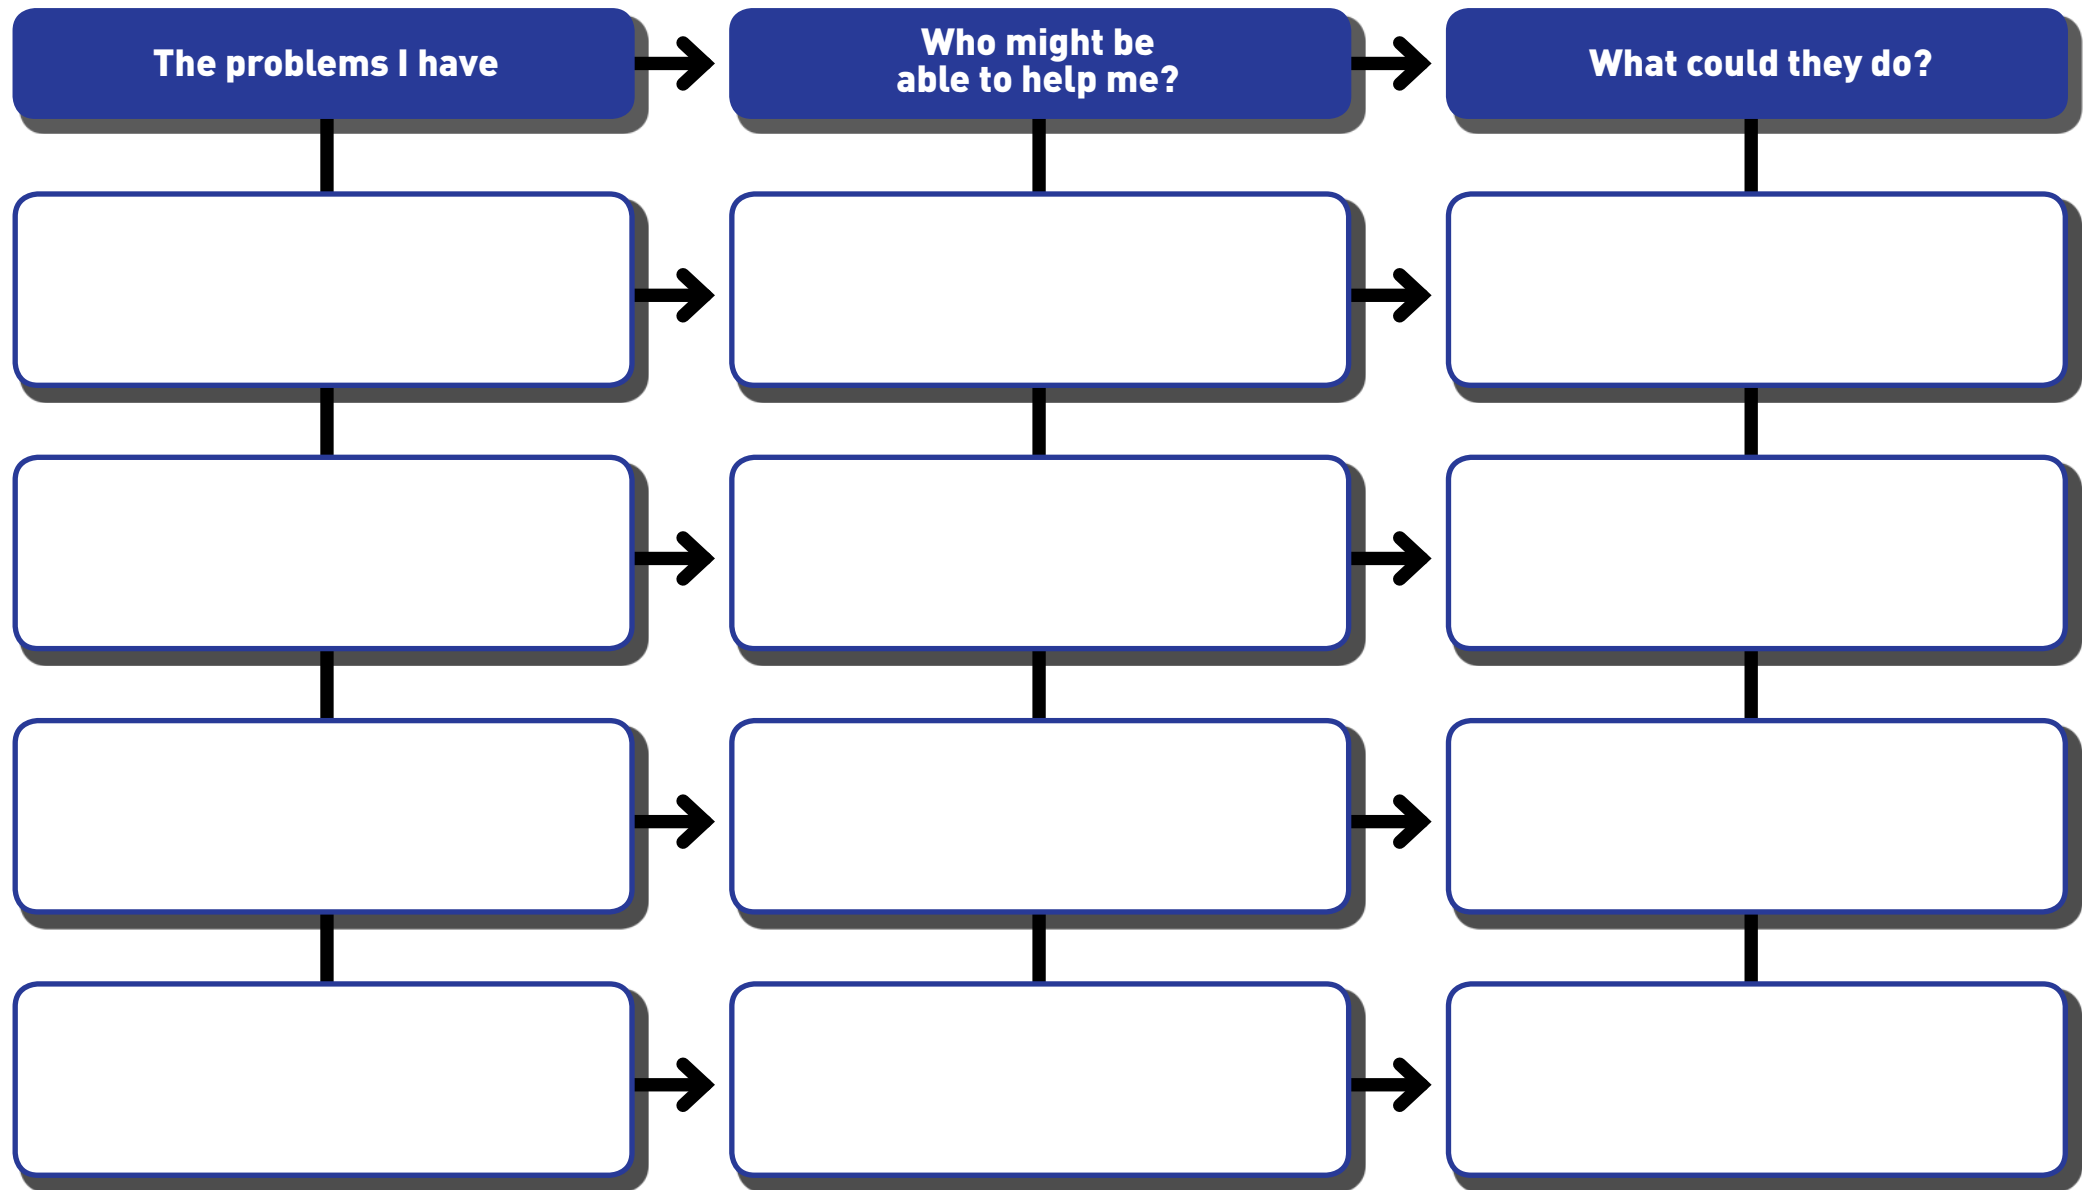 The problems I have
Who might be
able to help me?
What could they do?